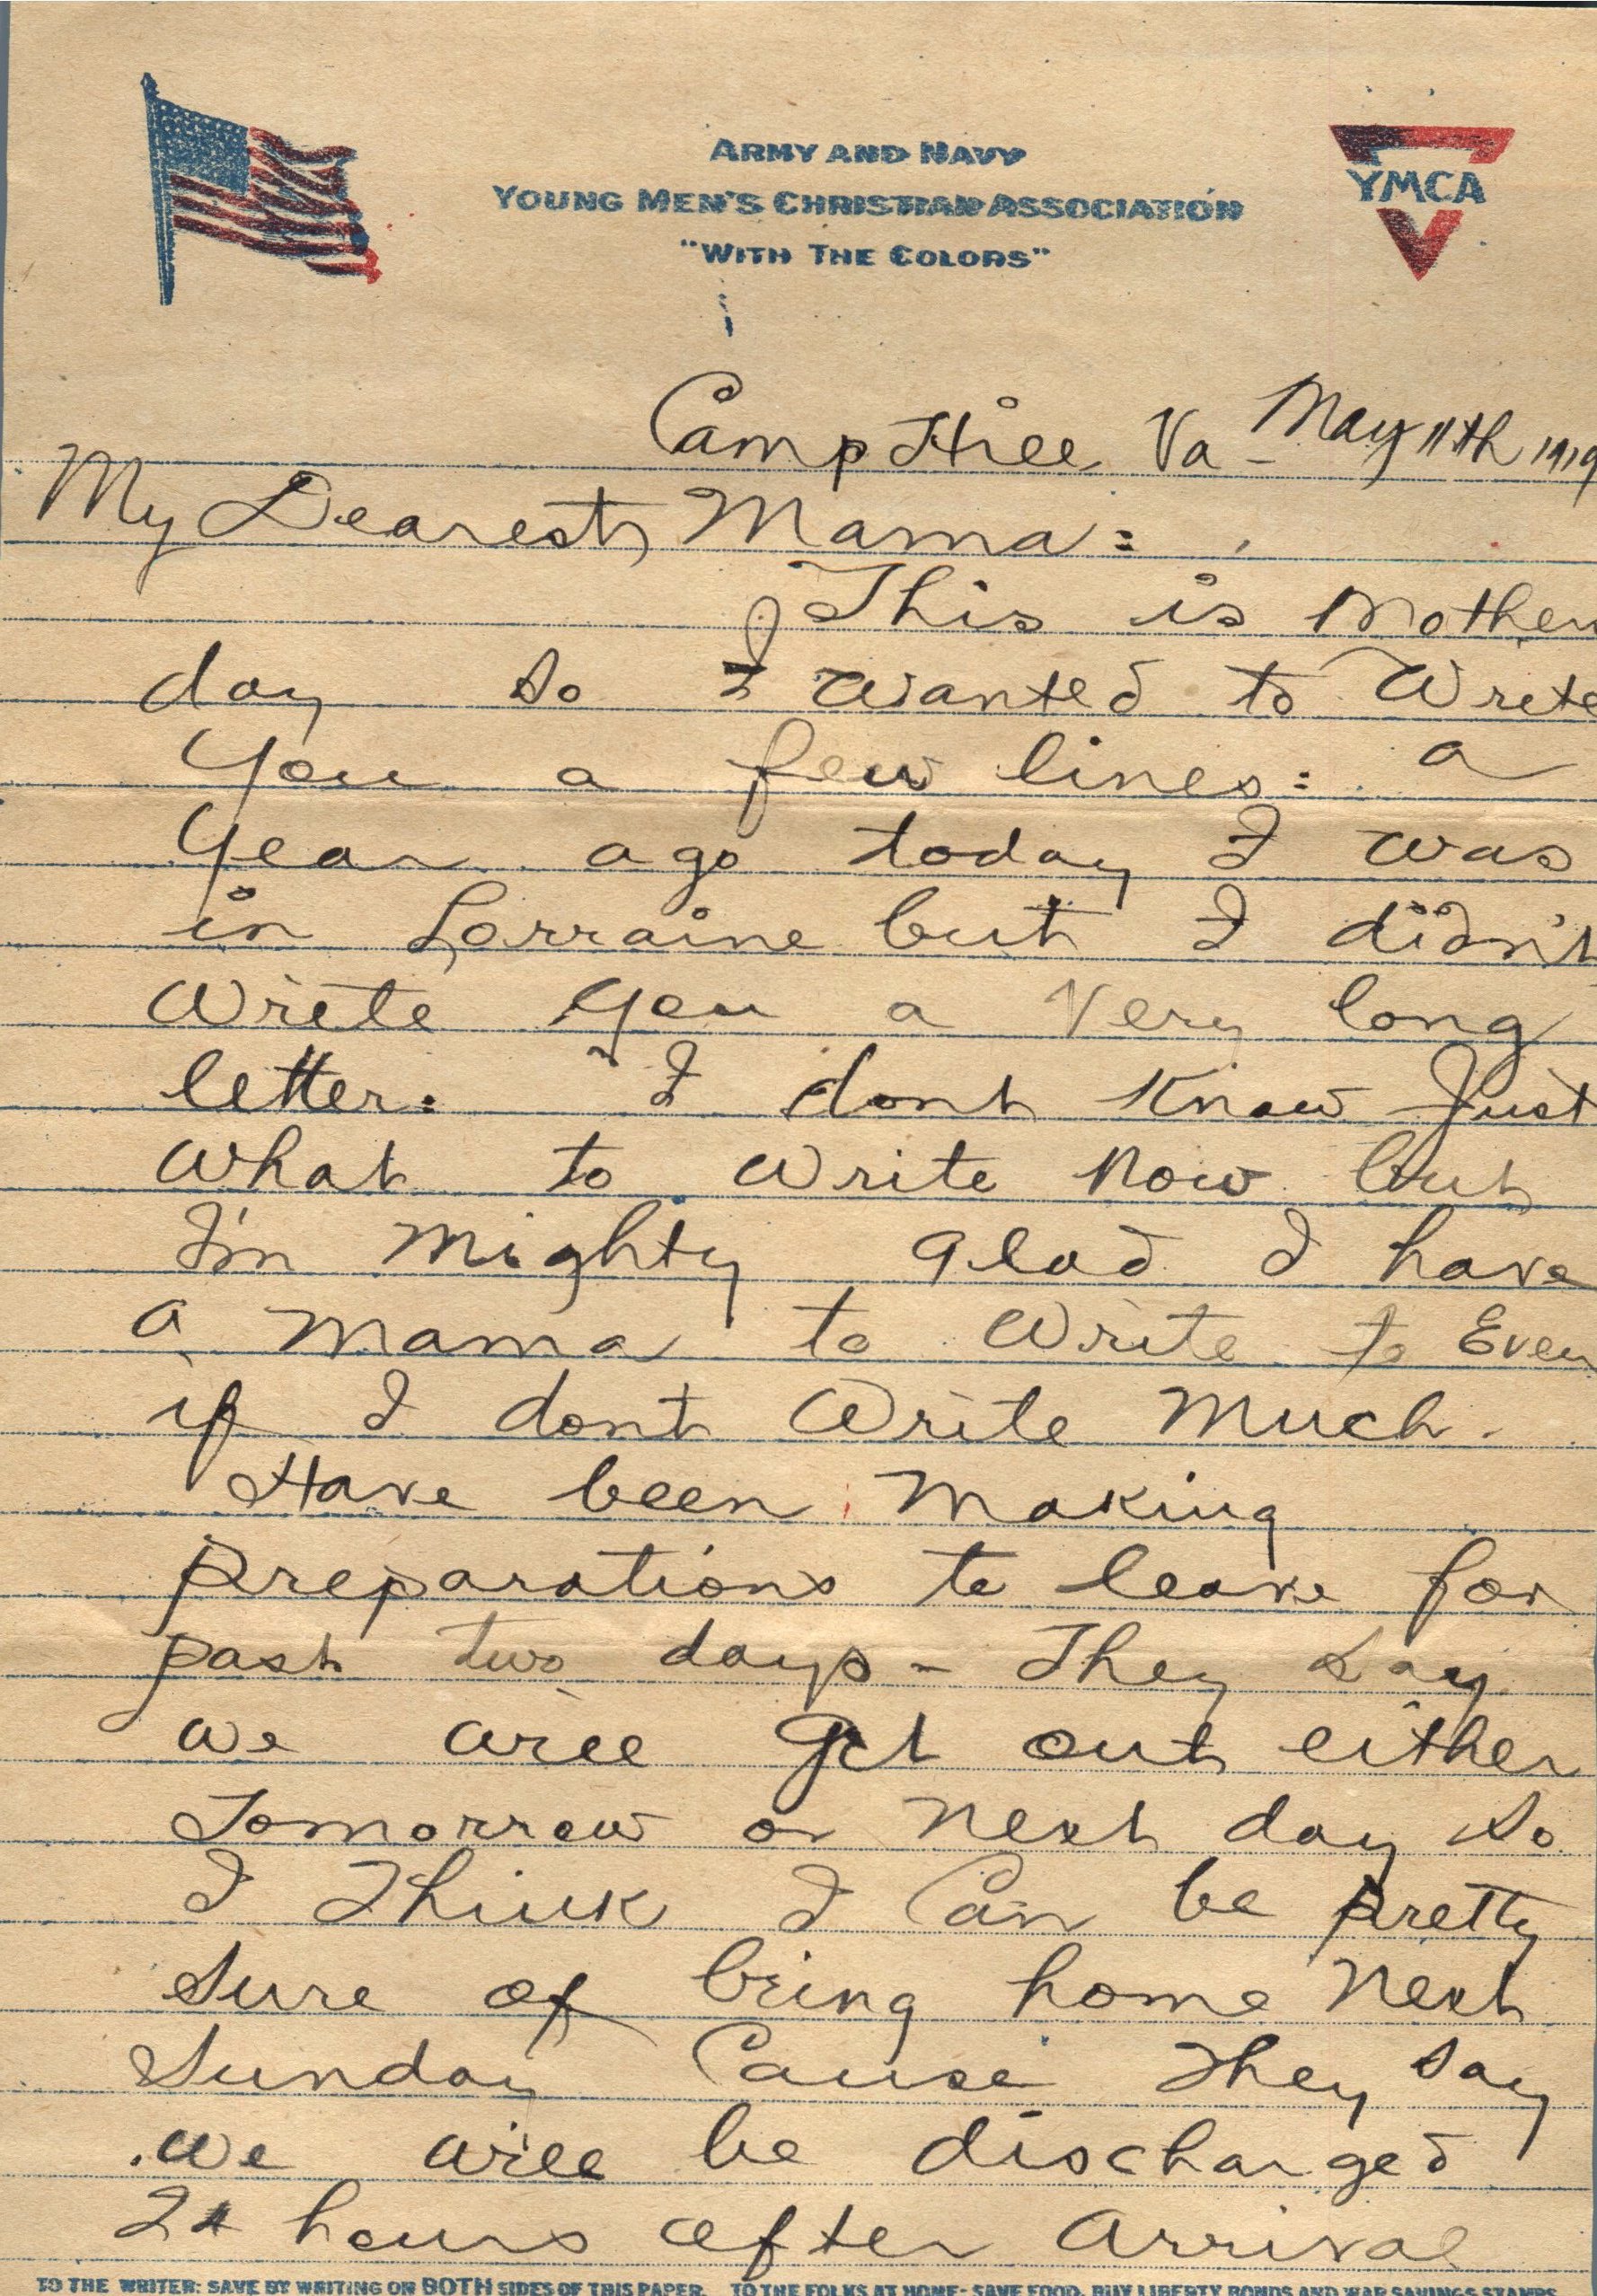 ARMY AND NAVY
YOUNG MEN'S CHRISTIAN ASSOCIATION
"WITH THE COLORS"
YMCA
Camp Hill Va - May 11th 1919
My Dearest Mama:
This is Mother
day so I wanted to Write
You a few lines: a
Year ago today I was
in Lorraine but I didn't
Write you a very long
letter: I dont Know Just
What to Write Now but
I'm Mighty glad I have
a Mama to Write to Even
if I dont Write Much.
Have been Making
preparations to leave for
past two days - They say
we will get out either
Tomorrow or Next day So
I Think I Can be pretty
Sure of being home Next
Sunday Cause They say
we will be discharged
24 hours after Arrival
TO THE WRITER: SAVE BY WRITING ON BOTH SIDES OF THIS PAPER. TO THE FOLKS AT HOME- SAVE FOOD, BUY LIBERTY BONDS AND WAR SAVINGS STAMPS